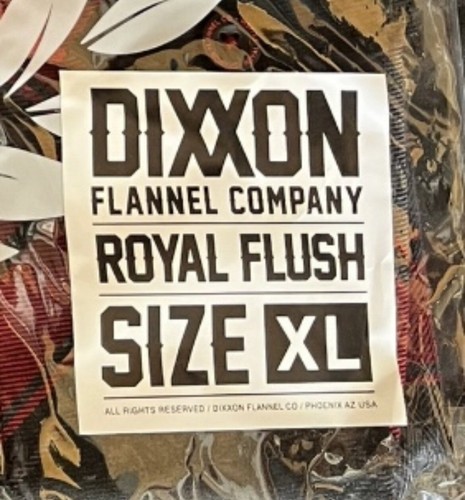 DIXXON
FLANNEL COMPANY
ROYAL FLUSH
SIZE XL
ALL RIGHTS RESERVED / DIXXON FLANNEL CO / PHOENIX AZ USA